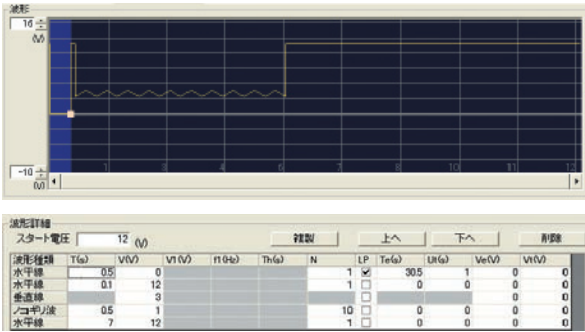 波形
16
(V)
1 2 3 4 6 7 8 9 10 11 12
-10
(V)
波形詳細
スタート電圧 12 (V) 複製 上へ 下へ 削除
波形種類 T(s) V(V) V1(V) f1(Hz) Th(s) N LP Te(s) Ut(s) Ve(V) Vt(V)
水平線 0.5 0 1 30.5 1 0 0
水平線 0.1 12 1 0 0 0 0
垂直線 3 0 0
ノコギリ波 0.5 1 10 0 0 0 0
水平線 7 12 1 0 0 0 0